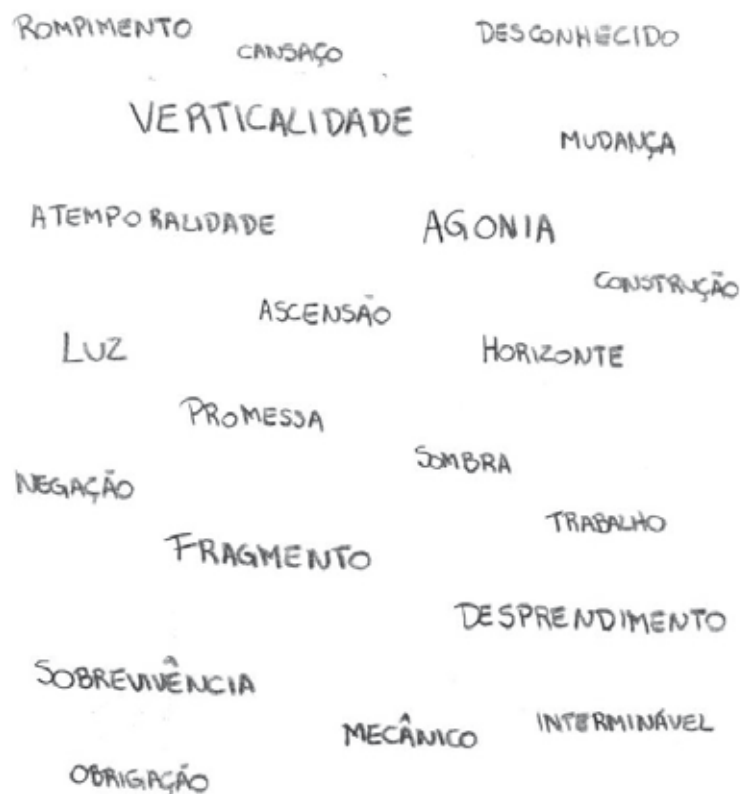 ROMPIMENTO
CANSAÇO
DESCONHECIDO
VERTICALIDADE
MUDANÇA
ATEMPORALIDADE
AGONIA
CONSTRUÇÃO
ASCENSÃO
LUZ
HORIZONTE
PROMESSA
SOMBRA
NEGAÇÃO
TRABALHO
FRAGMENTO
DESPRENDIMENTO
SOBREVIVÊNCIA
MECÂNICO
INTERMINÁVEL
OBRIGAÇÃO